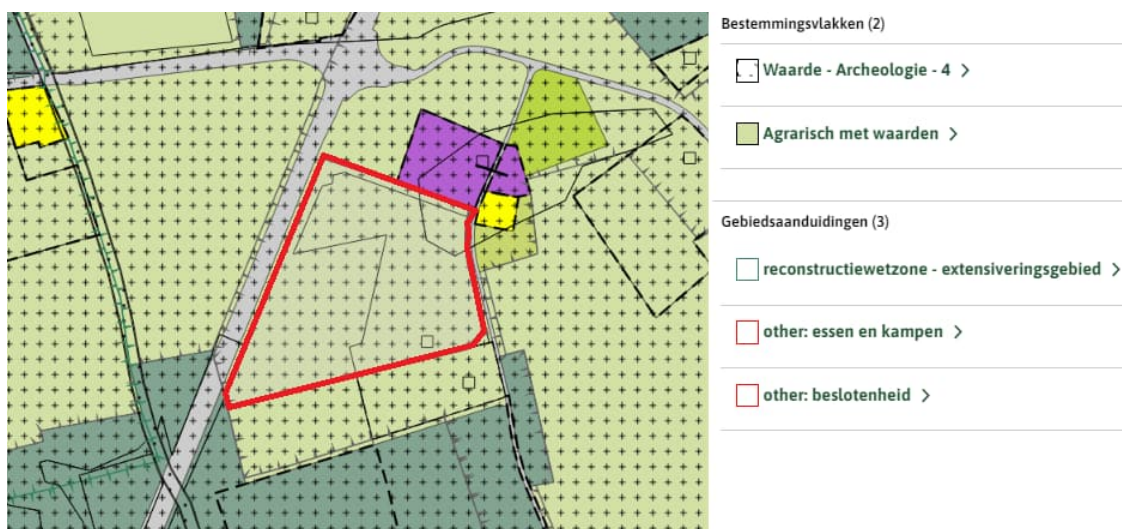 Bestemmingsvlakken (2)
Waarde - Archeologie - 4
Agrarisch met waarden
Gebiedsaanduidingen (3)
reconstructiewetzone - extensiveringsgebied
other: essen en kampen
other: beslotenheid